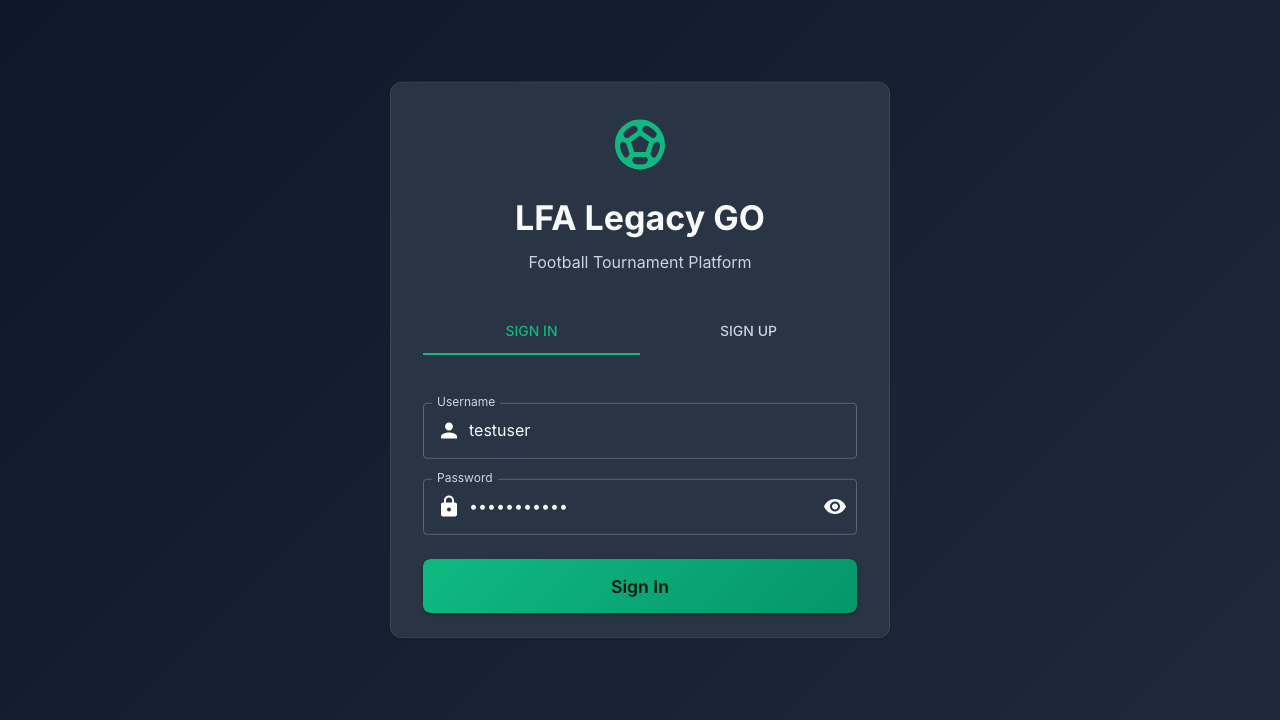 LFA Legacy GO
Football Tournament Platform
SIGN IN
SIGN UP
Username
testuser
Password
•••••••••••
Sign In